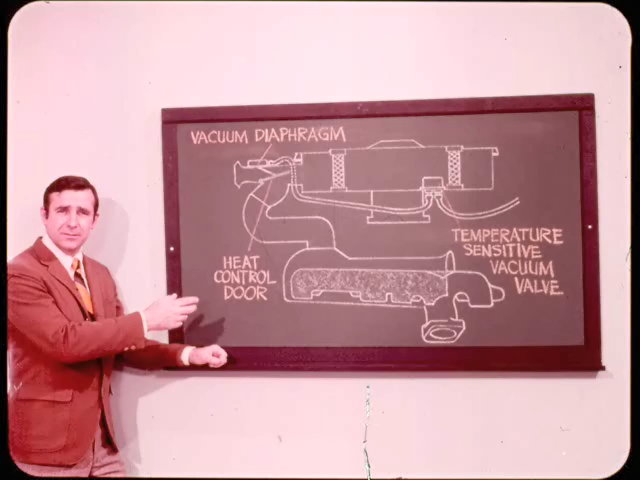 VACUUM DIAPHRAGM
HEAT
CONTROL
DOOR
TEMPERATURE
SENSITIVE
VACUUM
VALVE